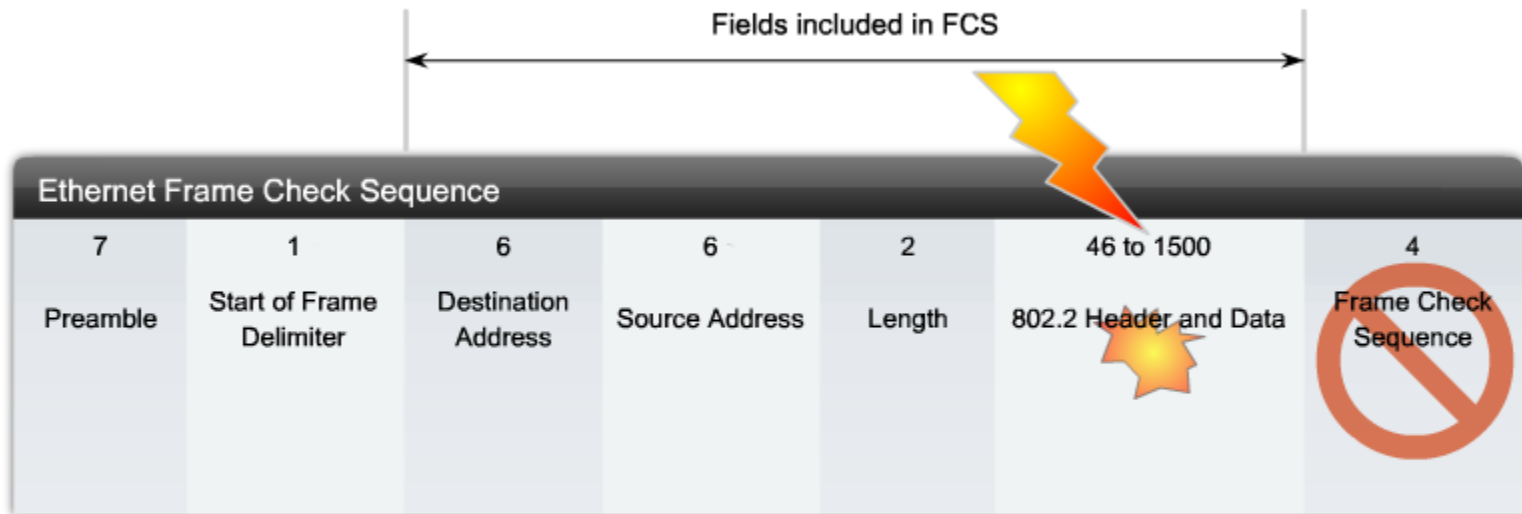 Fields included in FCS
Ethernet Frame Check Sequence
7
1
6
6
2
46 to 1500
4
Preamble
Start of Frame
Delimiter
Destination
Address
Source Address
Length
802.2 Header and Data
Frame Check
Sequence